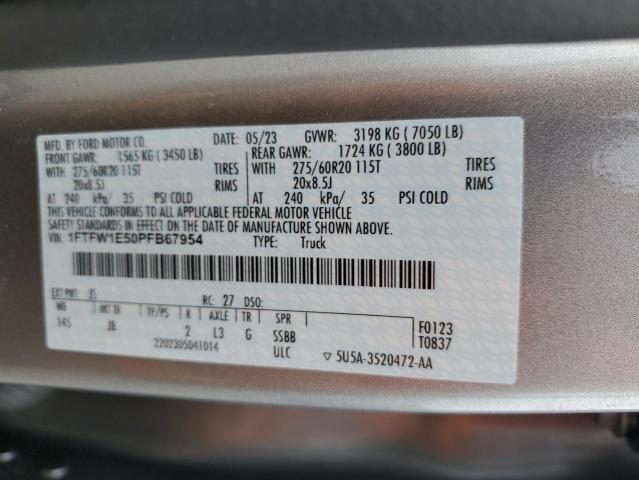 MFD. BY FORD MOTOR CO. DATE: 05/23 GVWR: 3198 KG ( 7050 LB)
FRONT GAWR: 1565 KG ( 3450 LB) REAR GAWR: 1724 KG ( 3800 LB)
WITH 275/60R20 115T TIRES WITH 275/60R20 115T TIRES
20x8.5J RIMS 20x8.5J RIMS
AT 240 kPa/ 35 PSI COLD AT 240 kPa/ 35 PSI COLD
THIS VEHICLE CONFORMS TO ALL APPLICABLE FEDERAL MOTOR VEHICLE
SAFETY STANDARDS IN EFFECT ON THE DATE OF MANUFACTURE SHOWN ABOVE.
VIN: 1FTFW1E50PFB67954 TYPE: Truck
EXT PNT: JS RC: 27 DSO:
WB INT TR TP/PS R AXLE TR SPR
145 JB 2 L3 G SSBB
F0123
T0837
2202305041014 ULC ▽ 5U5A-3520472-AA